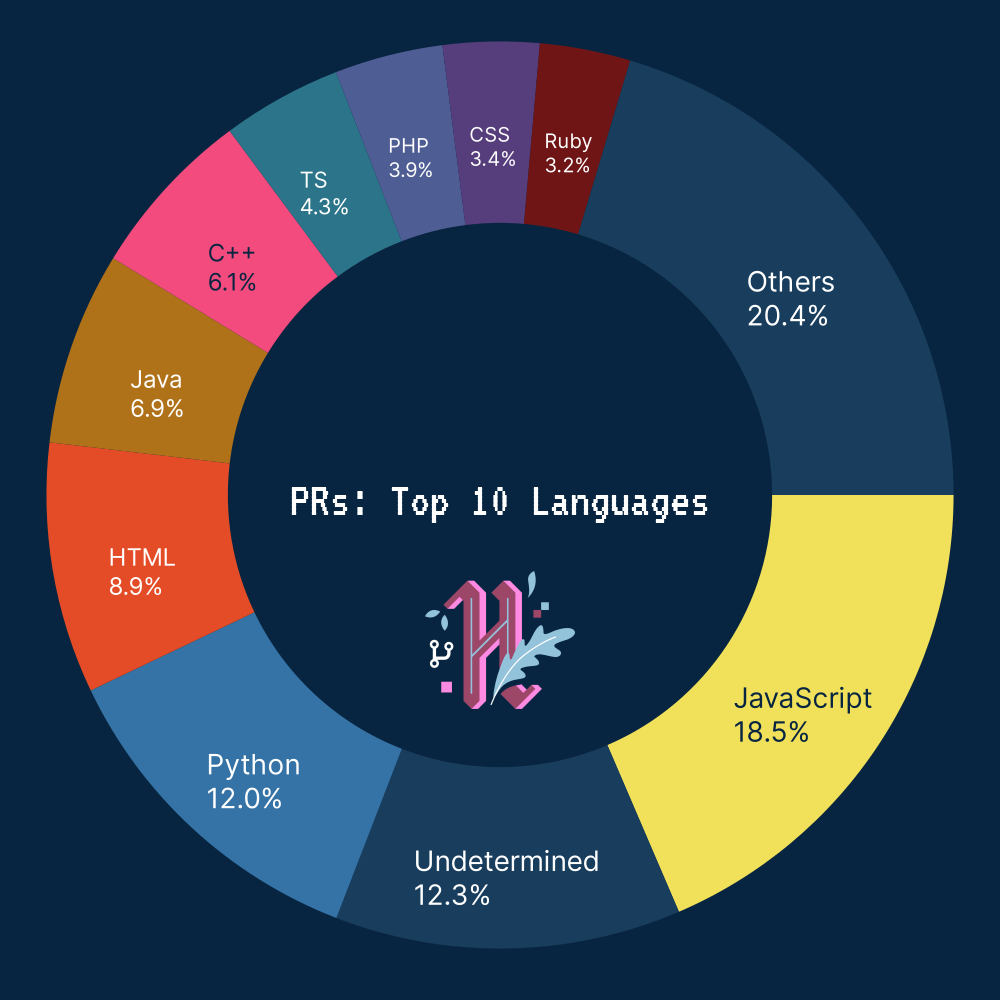 CSS
3.4%
Ruby
3.2%
PHP
3.9%
TS
4.3%
C++
6.1%
Others
20.4%
Java
6.9%
PRs: Top 10 Languages
HTML
8.9%
JavaScript
18.5%
Python
12.0%
Undetermined
12.3%